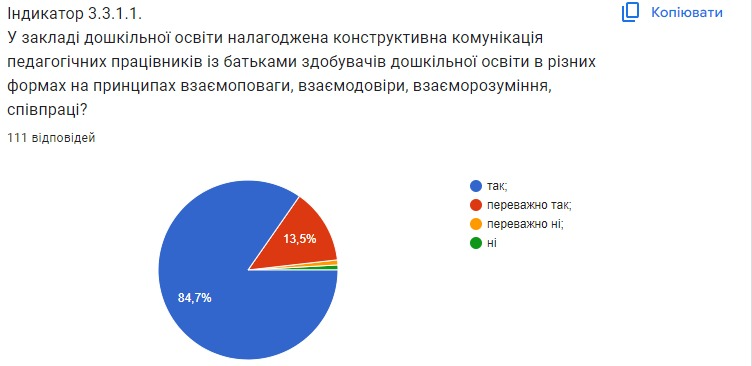 Індикатор 3.3.1.1.
Копіювати
У закладі дошкільної освіти налагоджена конструктивна комунікація
педагогічних працівників із батьками здобувачів дошкільної освіти в різних
формах на принципах взаємоповаги, взаємодовіри, взаєморозуміння,
співпраці?
111 відповідей
так;
переважно так;
переважно ні;
ні
13,5%
84,7%